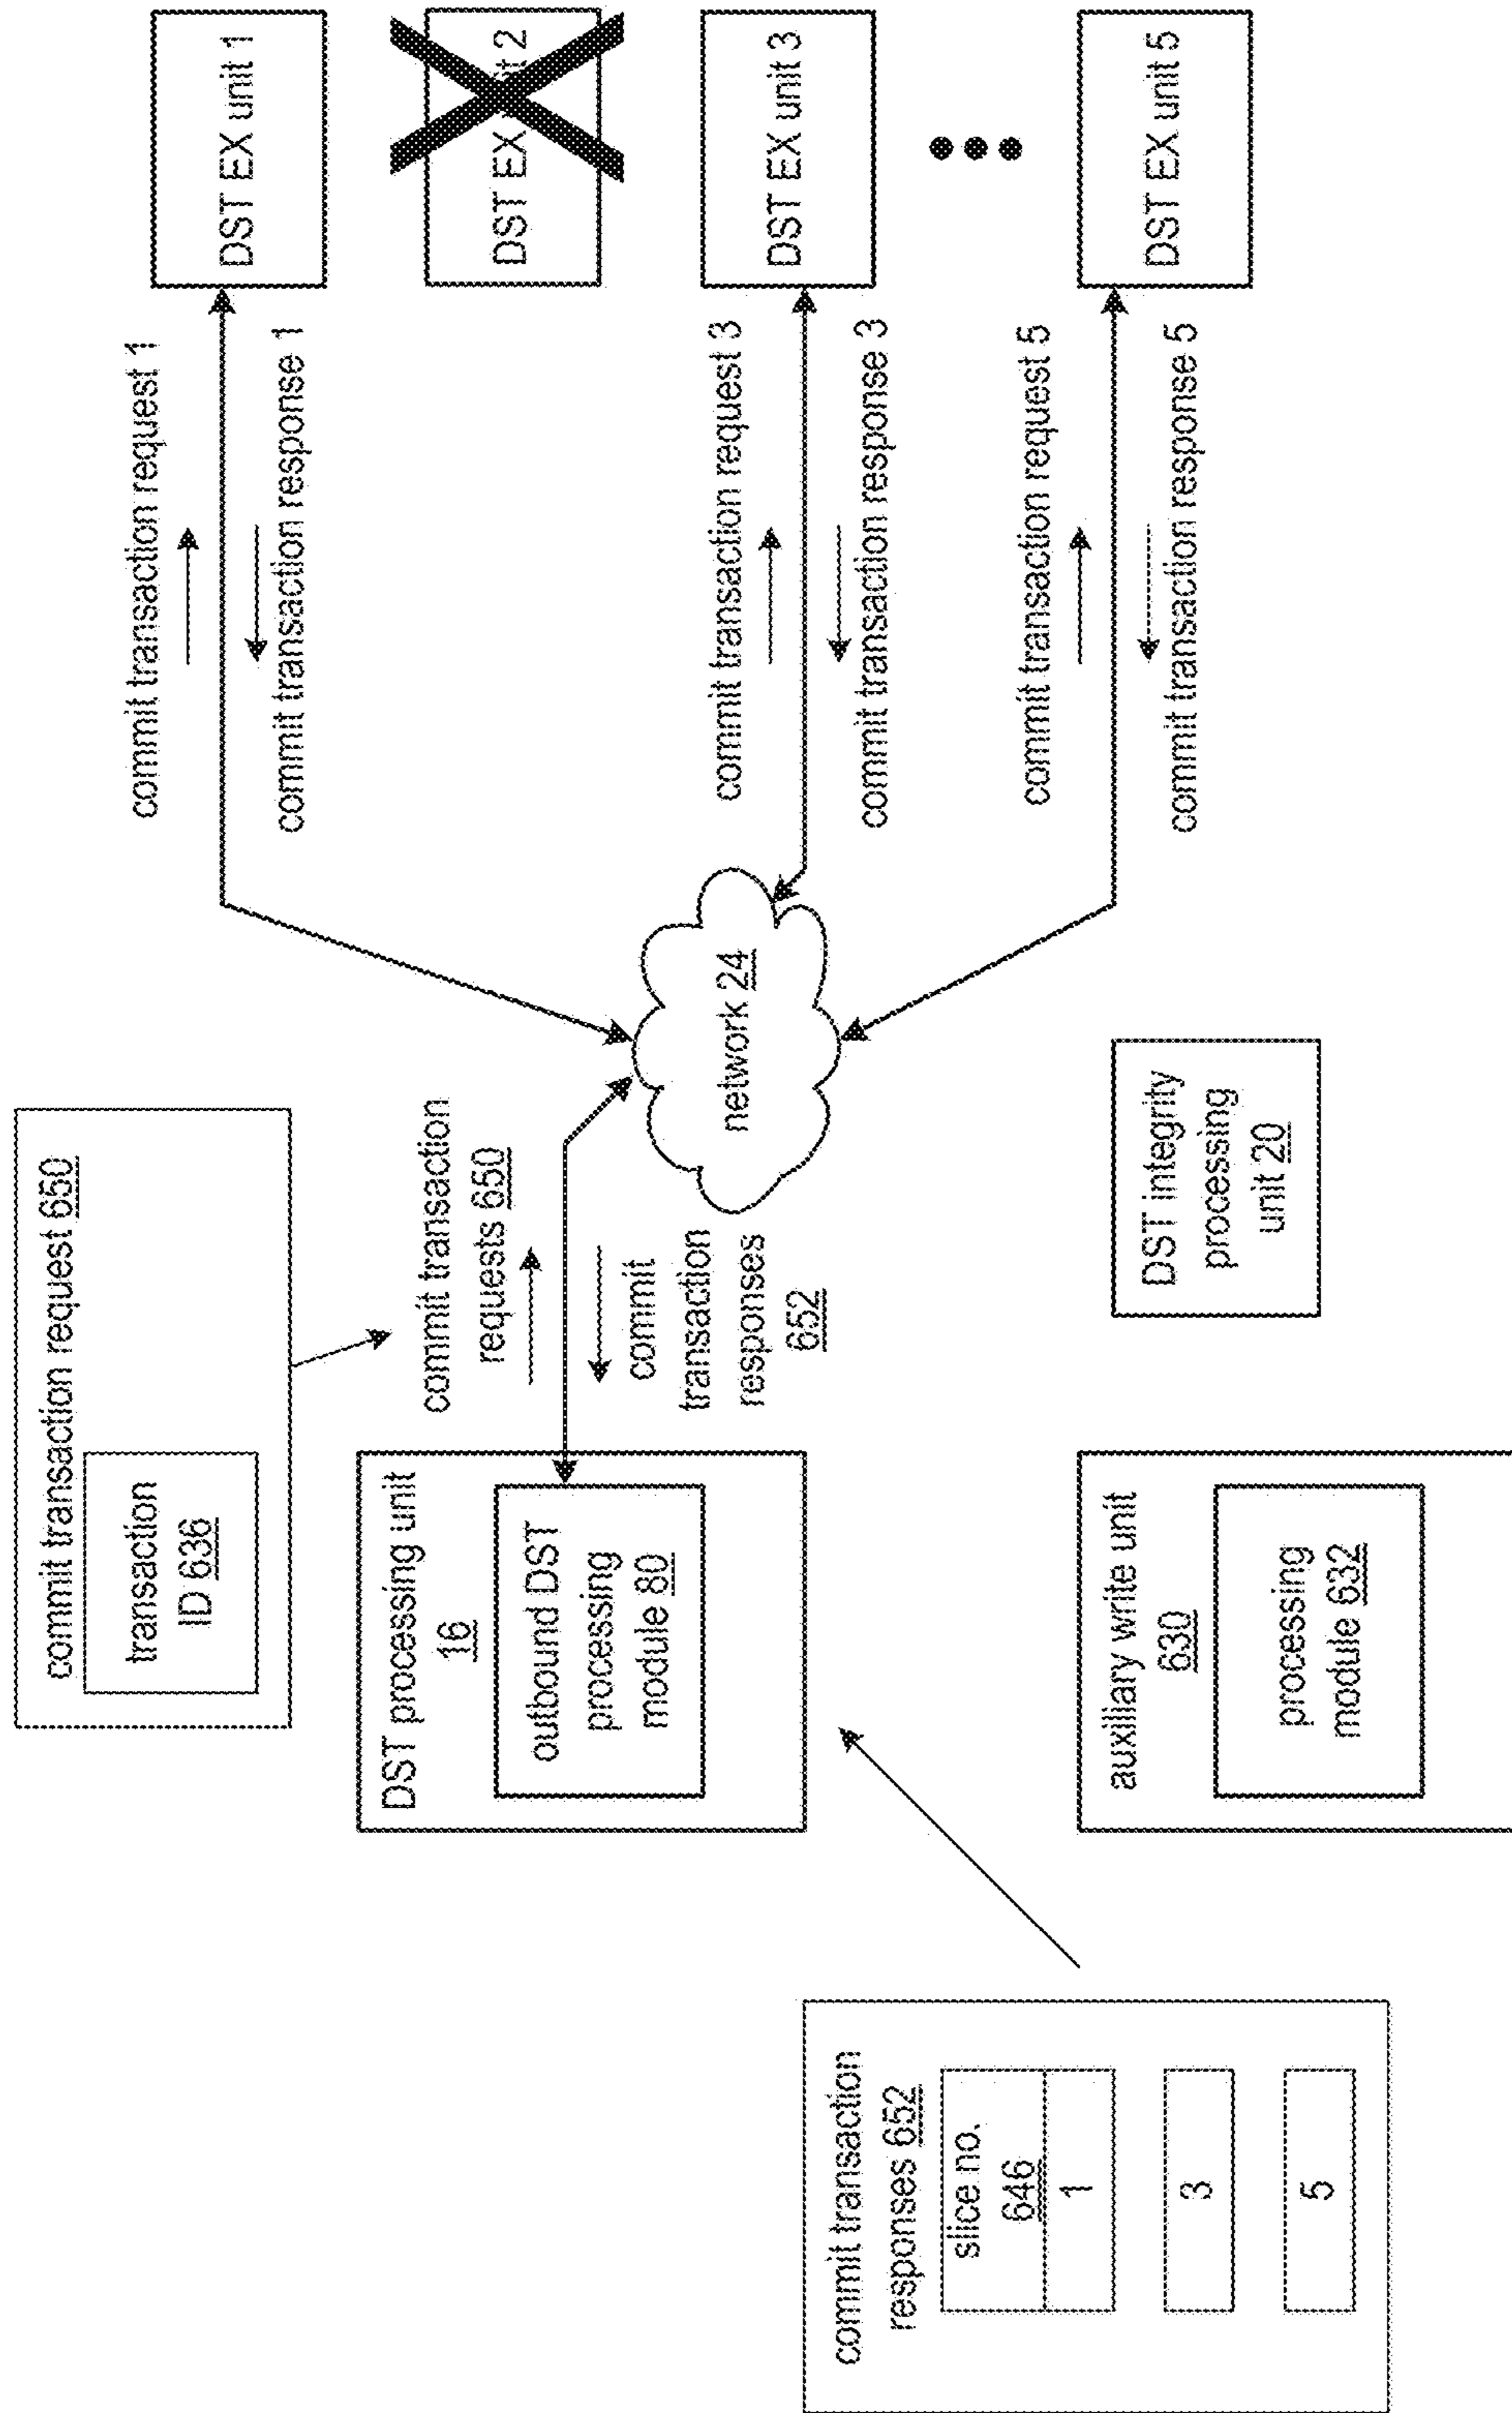 commit transaction request 650
transaction
ID 636
DST processing unit
16
outbound DST
processing
module 80
commit transaction
requests 650
commit
transaction
responses
652
network 24
commit transaction request 1
commit transaction response 1
DST EX unit 1
DST EX unit 2
commit transaction request 3
commit transaction response 3
DST EX unit 3
commit transaction request 5
commit transaction response 5
DST EX unit 5
commit transaction
responses 652
slice no.
646
1
3
5
auxiliary write unit
630
processing
module 632
DST integrity
processing
unit 20